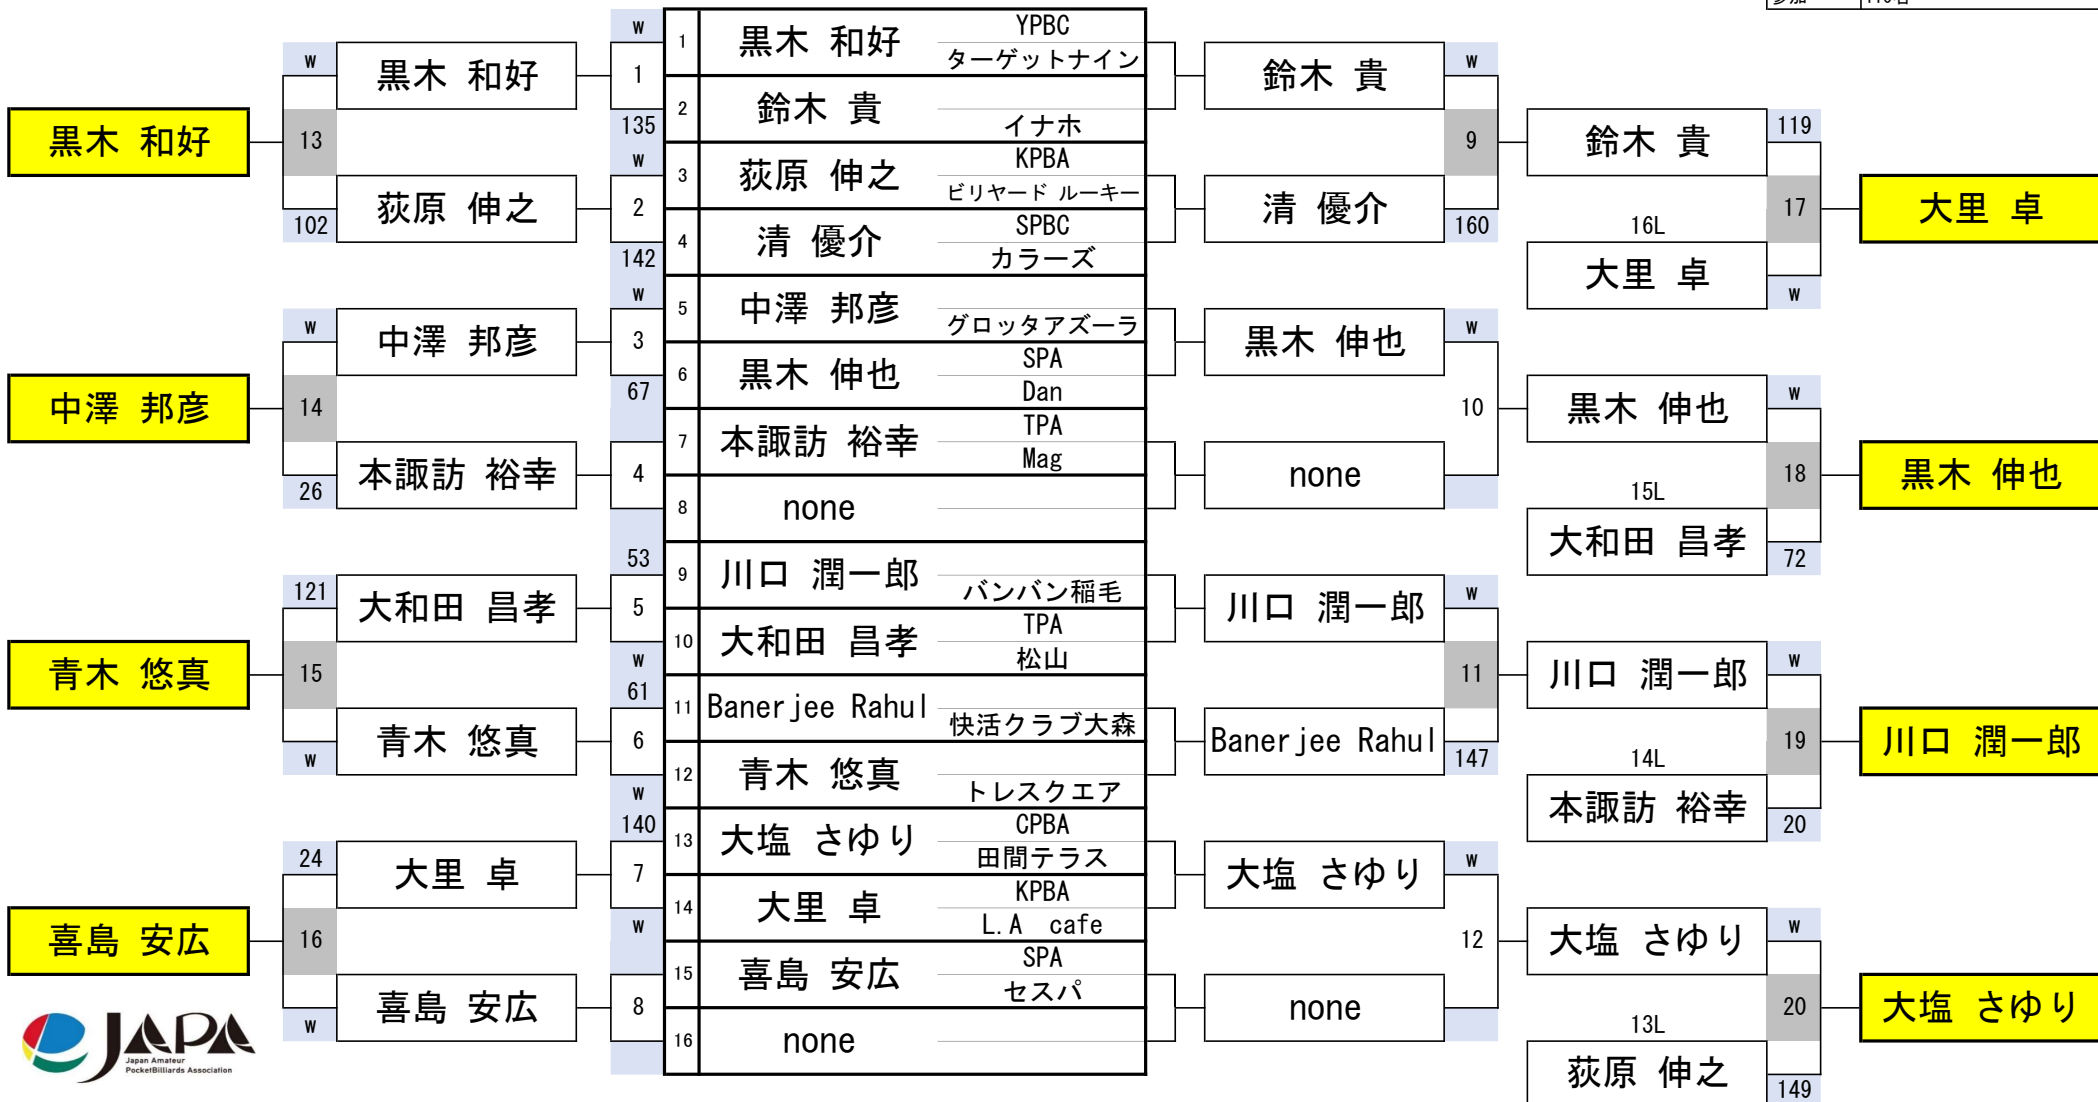 参加 110名
W
1 黒木 和好 YPBC
ターゲットナイン
W
黒木 和好
1
鈴木 貴
W
2 鈴木 貴
イナホ
135
黒木 和好
13
9
鈴木 貴
119
W
3 荻原 伸之 KPBA
ビリヤード ルーキー
荻原 伸之
2
清 優介
102
160
16L
17
大里 卓
4 清 優介 SPBC
カラーズ
142
大里 卓
W
W
5 中澤 邦彦
グロッタアズーラ
W
中澤 邦彦
3
黒木 伸也
W
6 黒木 伸也 SPA
Dan
67
中澤 邦彦
14
10
黒木 伸也
W
7 本諏訪 裕幸 TPA
Mag
本諏訪 裕幸
4
none
26
15L
18
黒木 伸也
8 none
大和田 昌孝
72
53
9 川口 潤一郎
バンバン稲毛
121
大和田 昌孝
5
川口 潤一郎
W
10 大和田 昌孝 TPA
松山
W
青木 悠真
15
11
川口 潤一郎
W
61
11 Banerjee Rahul
快活クラブ大森
青木 悠真
6
Banerjee Rahul
W
147
14L
19
川口 潤一郎
12 青木 悠真
トレスクエア
W
本諏訪 裕幸
20
140
13 大塩 さゆり CPBA
田間テラス
24
大里 卓
7
大塩 さゆり
W
14 大里 卓 KPBA
L.A cafe
W
喜島 安広
16
12
大塩 さゆり
W
15 喜島 安広 SPA
セスパ
喜島 安広
8
none
W
13L
20
大塩 さゆり
16 none
荻原 伸之
149
JAPA
Japan Amateur
PocketBilliards Association